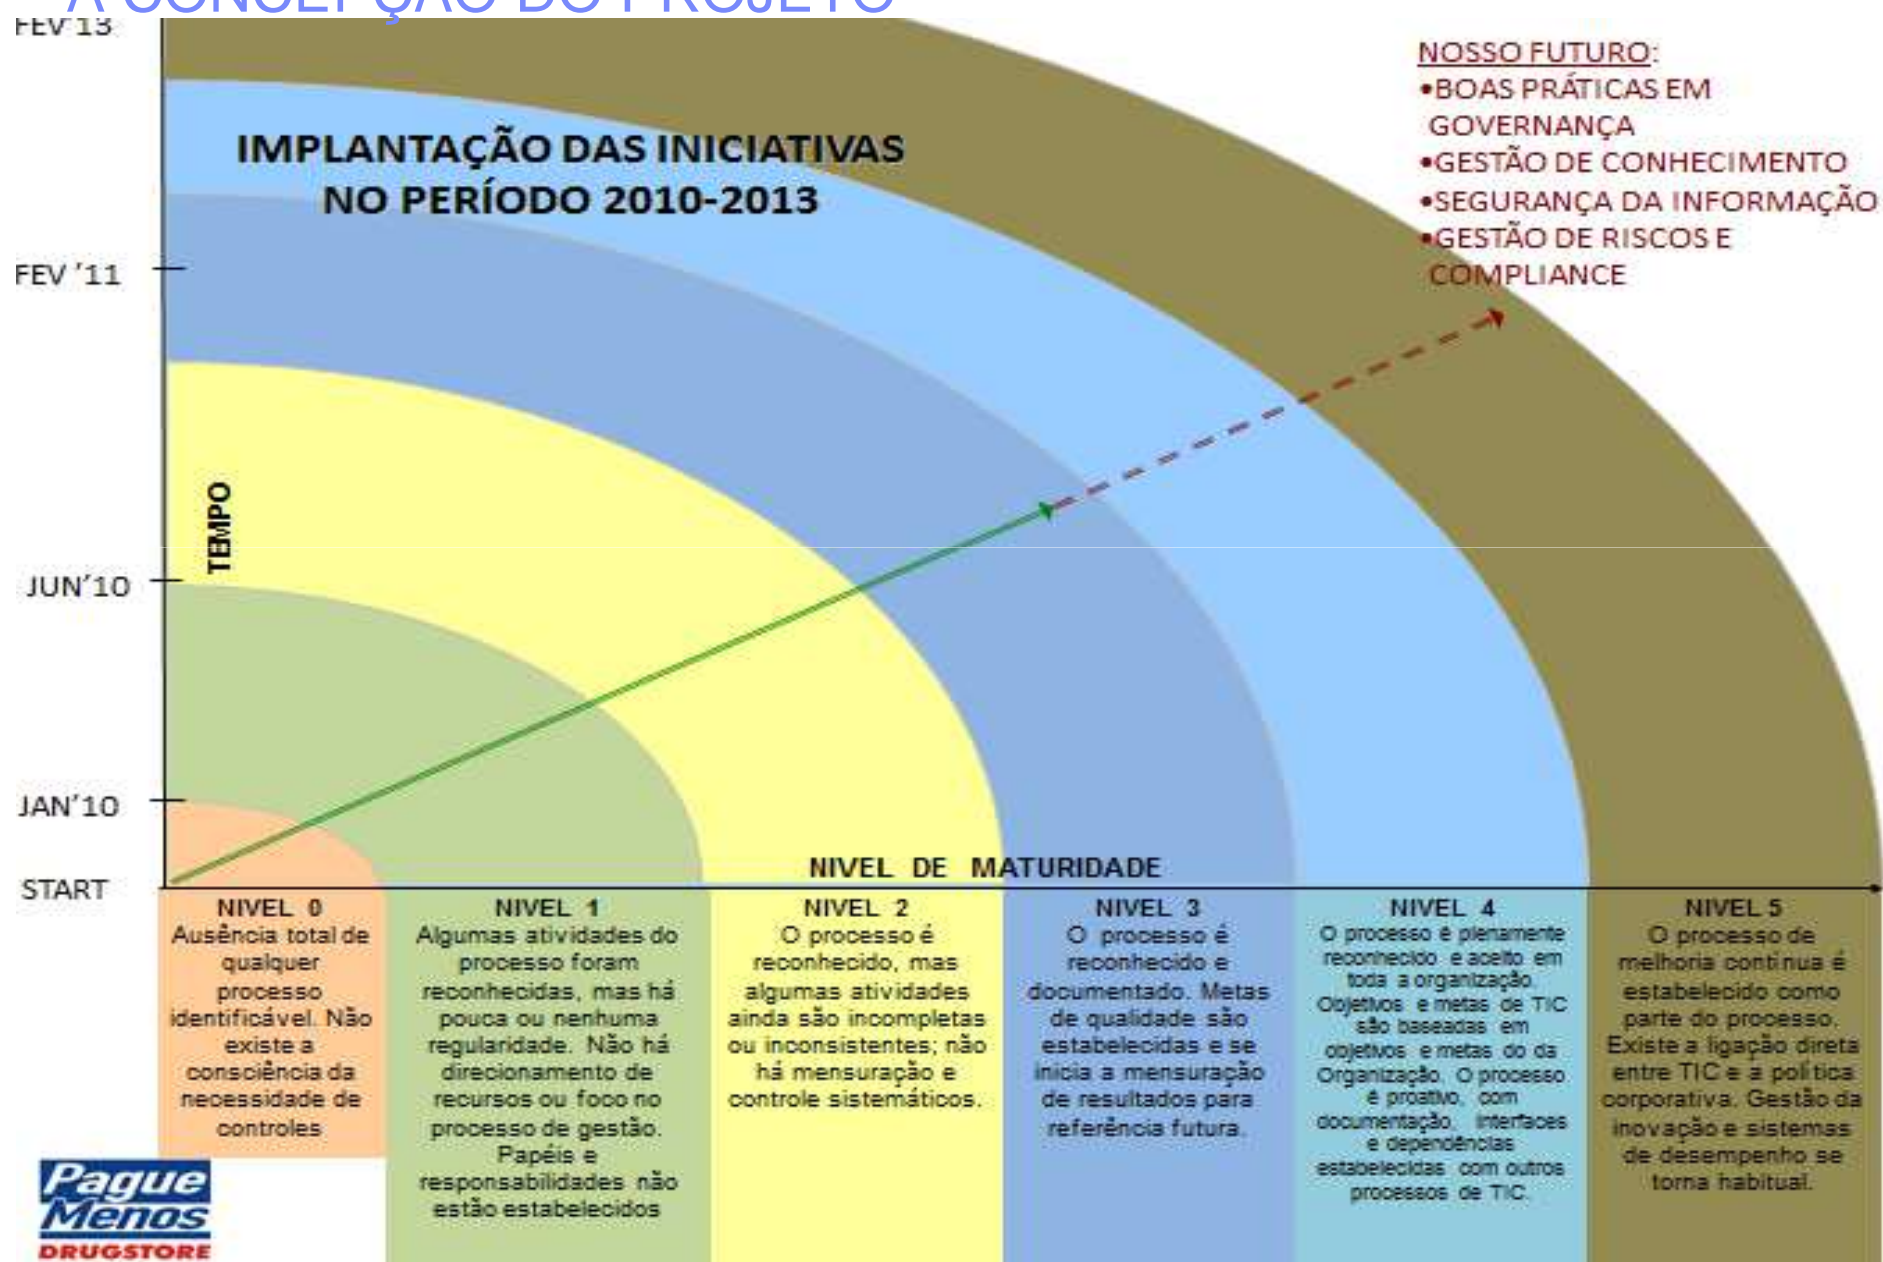 A CONCEPÇÃO DO PROJETO
FEV'13
NOSSO FUTURO:
•BOAS PRÁTICAS EM
GOVERNANÇA
•GESTÃO DE CONHECIMENTO
•SEGURANÇA DA INFORMAÇÃO
•GESTÃO DE RISCOS E
COMPLIANCE
IMPLANTAÇÃO DAS INICIATIVAS
NO PERÍODO 2010-2013
FEV '11
TEMPO
JUN'10
JAN'10
START
NIVEL DE MATURIDADE
NIVEL 0
Ausência total de
qualquer
processo
identificável. Não
existe a
consciência da
necessidade de
controles
NIVEL 1
Algumas atividades do
processo foram
reconhecidas, mas há
pouca ou nenhuma
regularidade. Não há
direcionamento de
recursos ou foco no
processo de gestão.
Papéis e
responsabilidades não
estão estabelecidos
NIVEL 2
O processo é
reconhecido, mas
algumas atividades
ainda são incompletas
ou inconsistentes; não
há mensuração e
controle sistemáticos.
NIVEL 3
O processo é
reconhecido e
documentado. Metas
de qualidade são
estabelecidas e se
inicia a mensuração
de resultados para
referência futura.
NIVEL 4
O processo é plenamente
reconhecido e aceito em
toda a organização.
Objetivos e metas de TIC
são baseadas em
objetivos e metas do da
Organização. O processo
é proativo, com
documentação, interfaces
e dependências
estabelecidas com outros
processos de TIC.
NIVEL 5
O processo de
melhoria contínua é
estabelecido como
parte do processo.
Existe a ligação direta
entre TIC e a política
corporativa. Gestão da
inovação e sistemas
de desempenho se
torna habitual.
Pague
Menos
DRUGSTORE